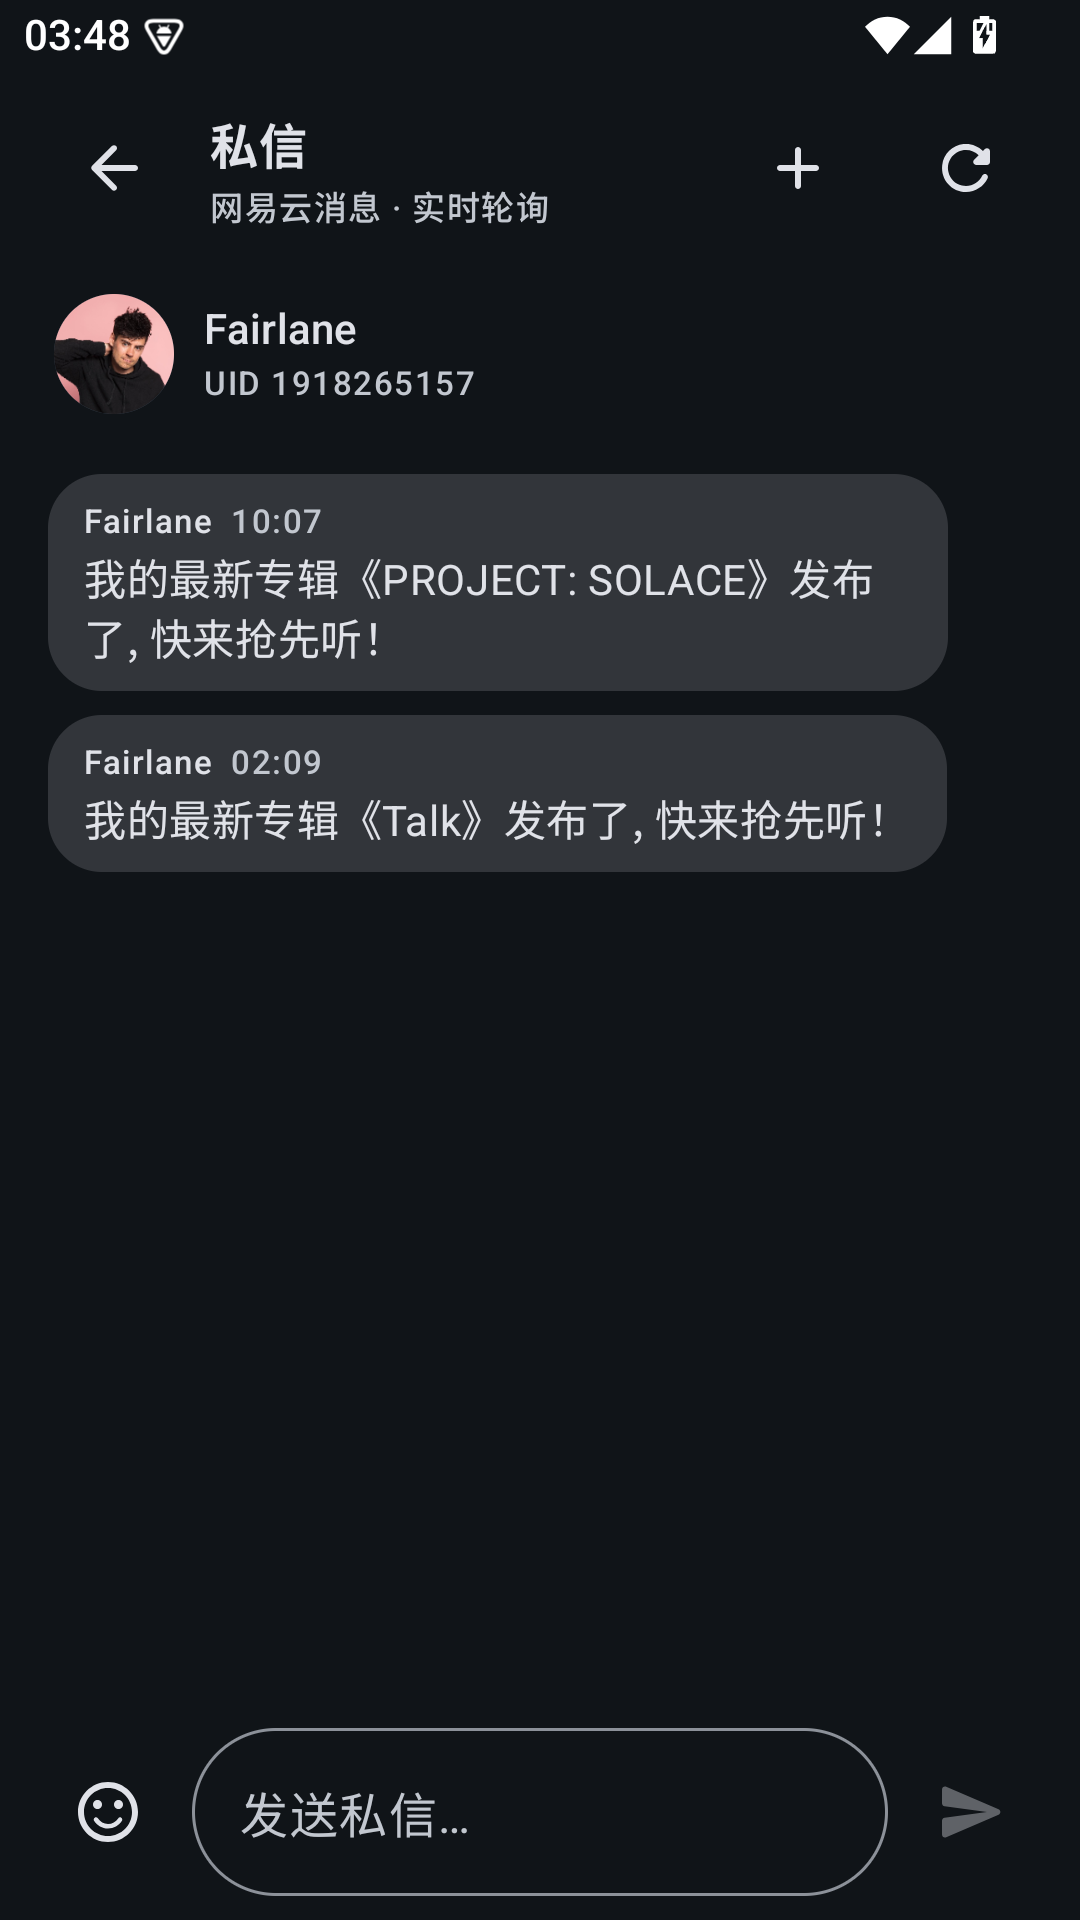 03:48
私信
网易云消息 · 实时轮询
Fairlane
UID 1918265157
Fairlane 10:07
我的最新专辑《PROJECT: SOLACE》发布
了, 快来抢先听!
Fairlane 02:09
我的最新专辑《Talk》发布了, 快来抢先听!
发送私信...